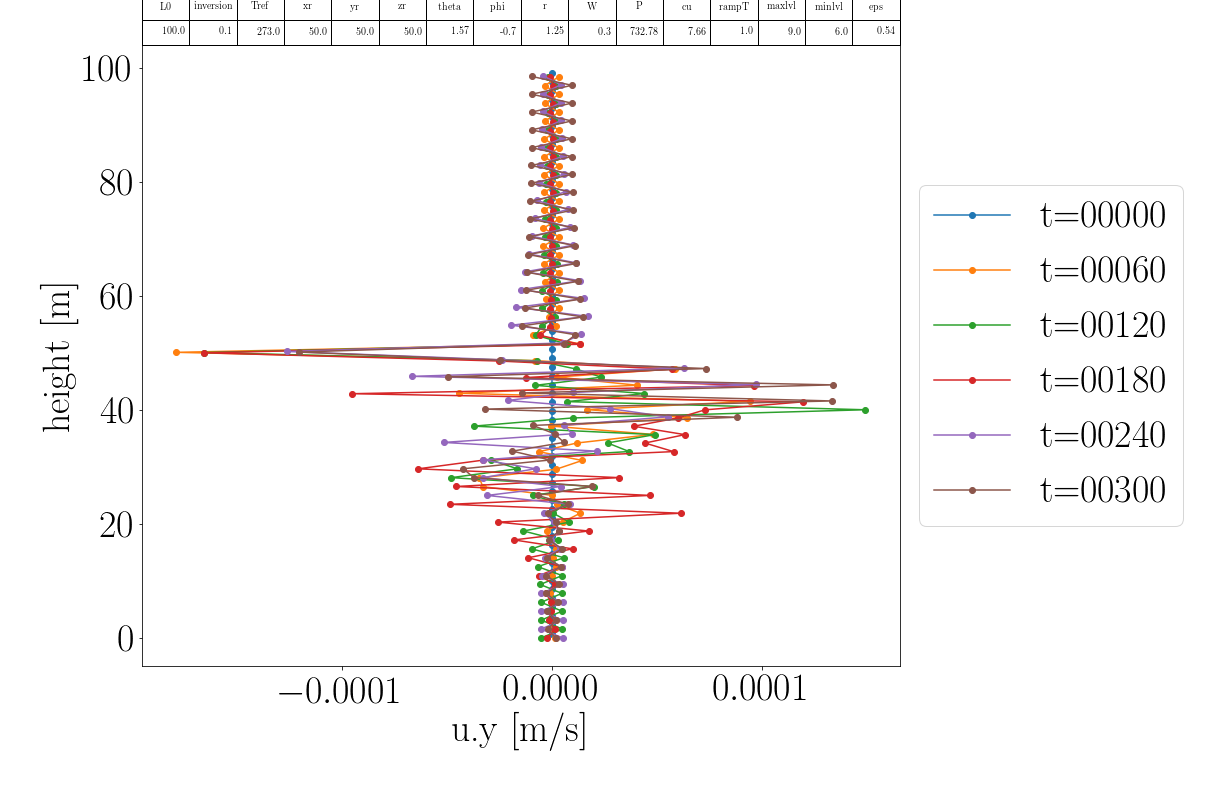 L0 inversion Tref xr yr zr theta phi r W P cu rampT maxlvl minlvl eps
100.0 0.1 273.0 50.0 50.0 50.0 1.57 -0.7 1.25 0.3 732.78 7.66 1.0 9.0 6.0 0.54
100
80
60
40
20
0
height [m]
−0.0001 0.0000 0.0001
u.y [m/s]
t=00000
t=00060
t=00120
t=00180
t=00240
t=00300